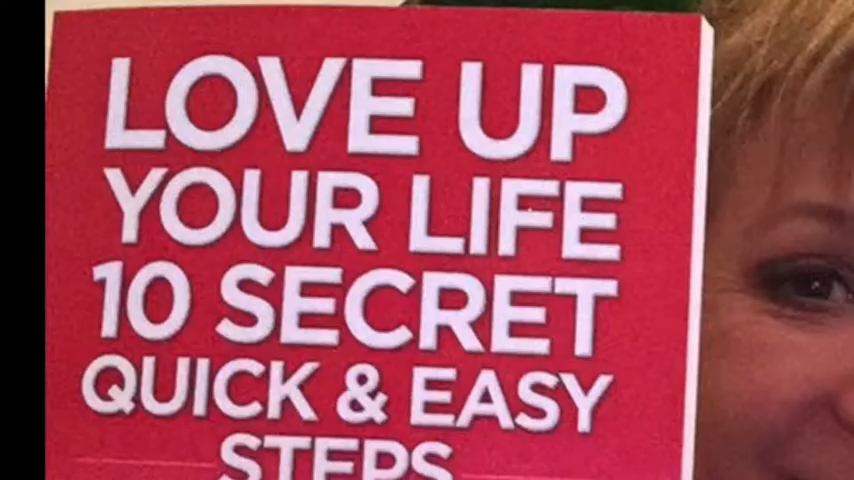 LOVE UP
YOUR LIFE
10 SECRET
QUICK & EASY
STEPS